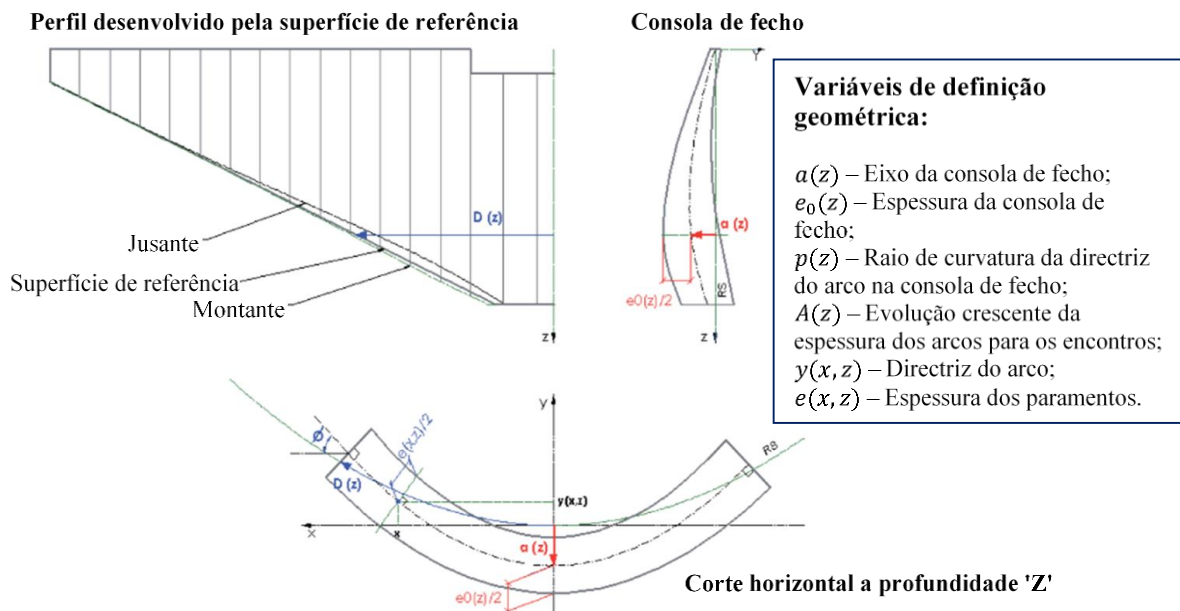 Perfil desenvolvido pela superfície de referência
Consola de fecho
Y
Variáveis de definição
geométrica:
a(z) – Eixo da consola de fecho;
e₀(z) – Espessura da consola de
fecho;
p(z) – Raio de curvatura da directriz
do arco na consola de fecho;
A(z) – Evolução crescente da
espessura dos arcos para os encontros;
y(x, z) – Directriz do arco;
e(x, z) – Espessura dos paramentos.
D (z)
a (z)
Jusante
Superfície de referência
Montante
e0(z)/2
RS
z
z
y
ϕ
e(x,z)/2
RS
D (z)
y(x,z)
x
x
a (z)
e0(z)/2
Corte horizontal a profundidade 'Z'